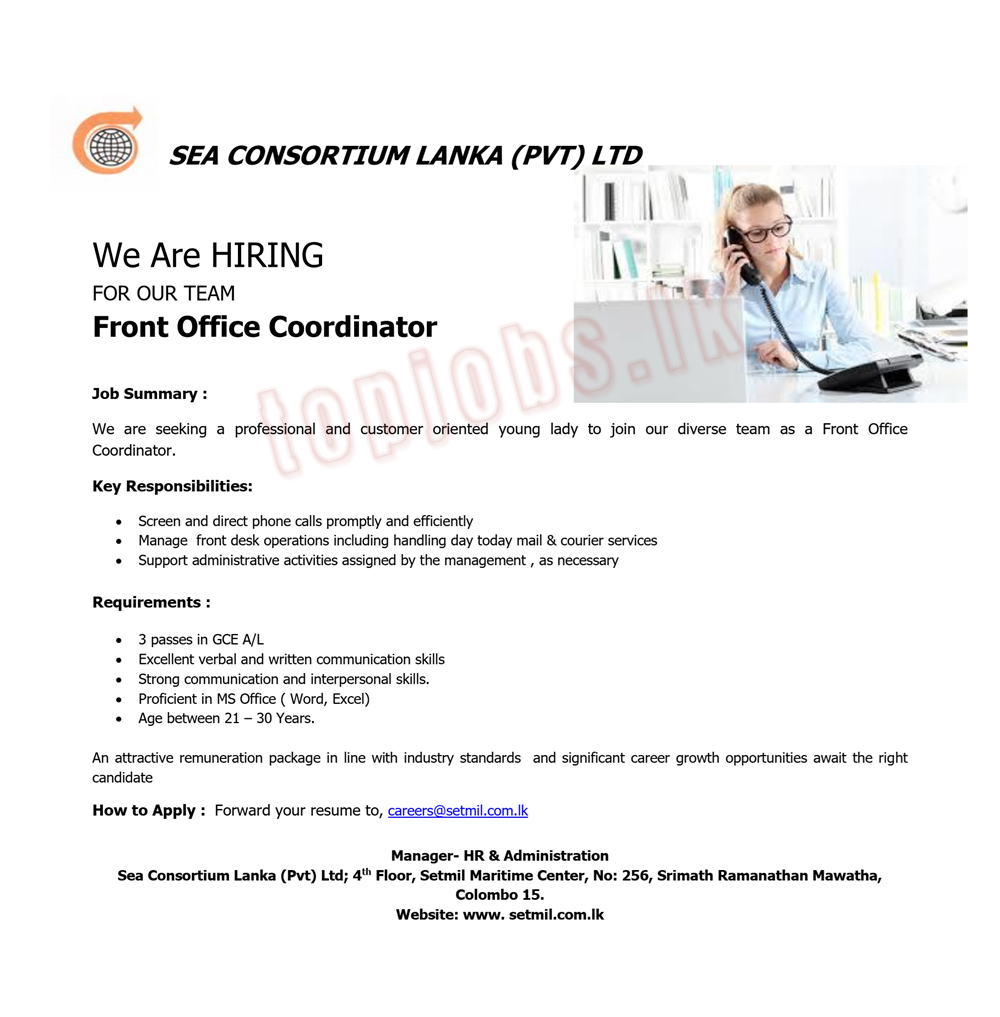 SEA CONSORTIUM LANKA (PVT) LTD
We Are HIRING
FOR OUR TEAM
Front Office Coordinator
topjobs.lk
Job Summary :
We are seeking a professional and customer oriented young lady to join our diverse team as a Front Office
Coordinator.
Key Responsibilities:
• Screen and direct phone calls promptly and efficiently
• Manage  front desk operations including handling day today mail & courier services
• Support administrative activities assigned by the management , as necessary
Requirements :
• 3 passes in GCE A/L
• Excellent verbal and written communication skills
• Strong communication and interpersonal skills.
• Proficient in MS Office ( Word, Excel)
• Age between 21 – 30 Years.
An attractive remuneration package in line with industry standards  and significant career growth opportunities await the right
candidate
How to Apply :  Forward your resume to, careers@setmil.com.lk
Manager- HR & Administration
Sea Consortium Lanka (Pvt) Ltd; 4th Floor, Setmil Maritime Center, No: 256, Srimath Ramanathan Mawatha,
Colombo 15.
Website: www. setmil.com.lk